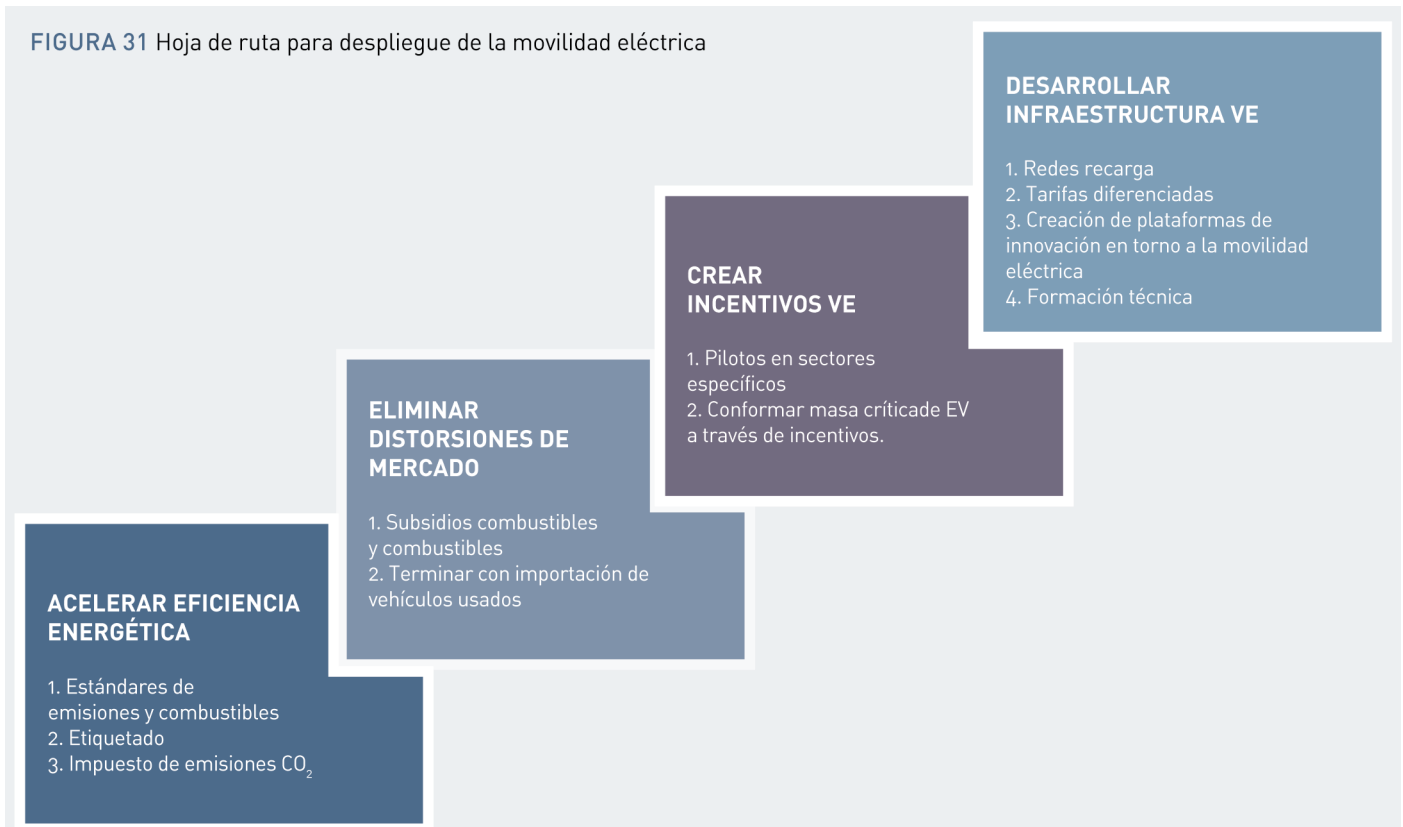 FIGURA 31 Hoja de ruta para despliegue de la movilidad eléctrica
DESARROLLAR
INFRAESTRUCTURA VE
1. Redes recarga
2. Tarifas diferenciadas
3. Creación de plataformas de
innovación en torno a la movilidad
eléctrica
4. Formación técnica
CREAR
INCENTIVOS VE
1. Pilotos en sectores
específicos
2. Conformar masa críticade EV
a través de incentivos.
ELIMINAR
DISTORSIONES DE
MERCADO
1. Subsidios combustibles
y combustibles
2. Terminar con importación de
vehículos usados
ACELERAR EFICIENCIA
ENERGÉTICA
1. Estándares de
emisiones y combustibles
2. Etiquetado
3. Impuesto de emisiones CO₂